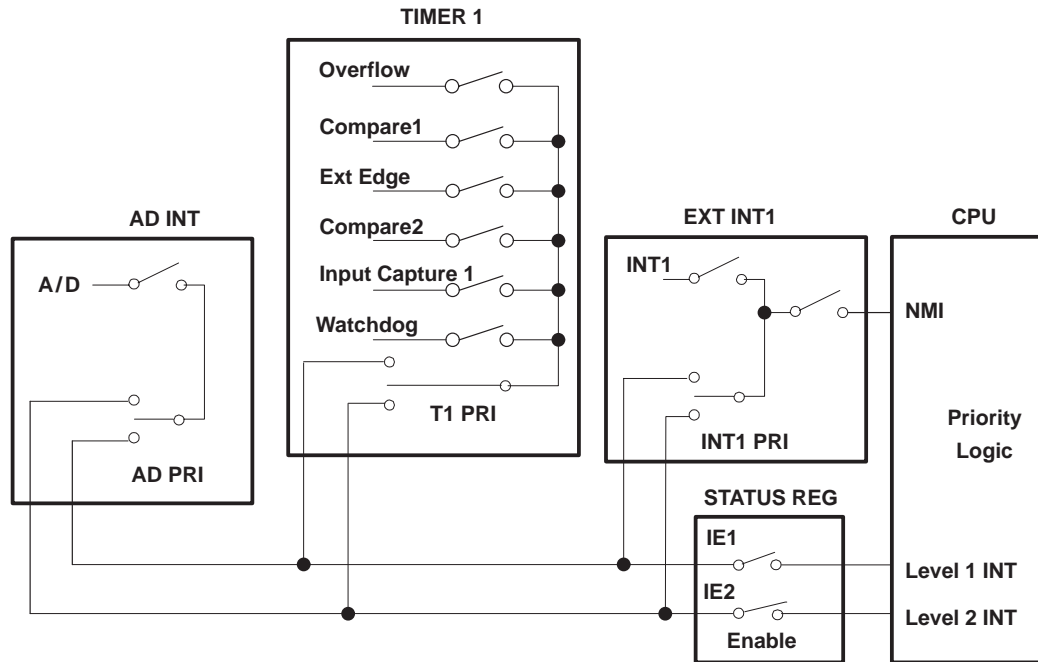 TIMER 1
Overflow
Compare1
Ext Edge
Compare2
Input Capture 1
Watchdog
T1 PRI
AD INT
A/D
AD PRI
EXT INT1
INT1
INT1 PRI
CPU
NMI
Priority
Logic
Level 1 INT
Level 2 INT
STATUS REG
IE1
IE2
Enable